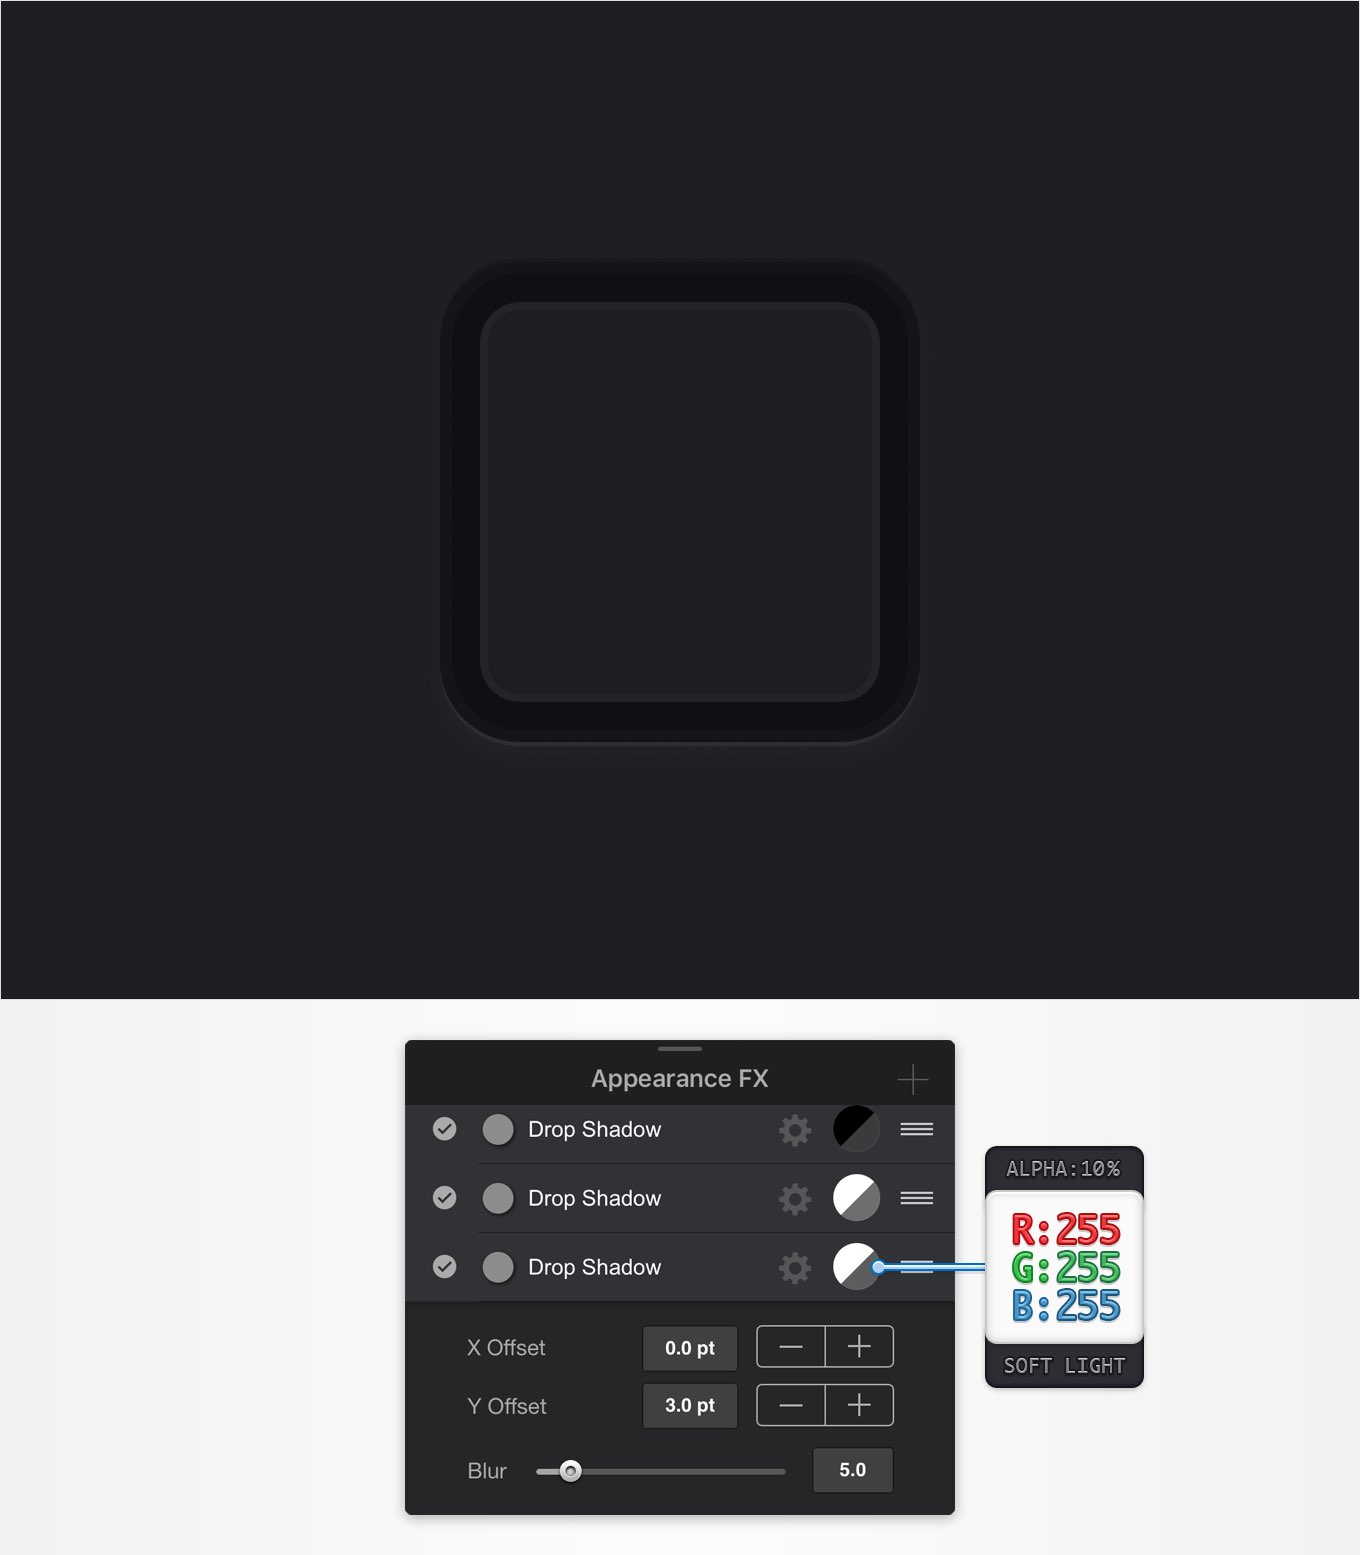 Appearance FX
Drop Shadow
Drop Shadow
Drop Shadow
X Offset 0.0 pt
Y Offset 3.0 pt
Blur 5.0
ALPHA:10%
R:255
G:255
B:255
SOFT LIGHT